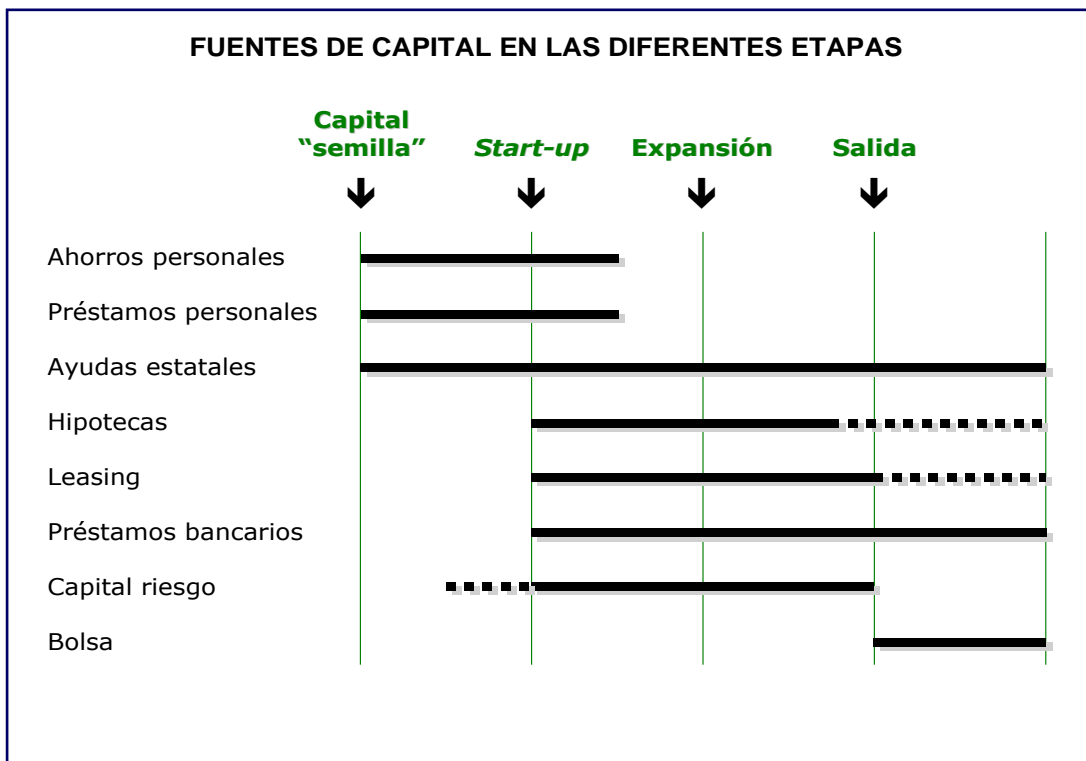 FUENTES DE CAPITAL EN LAS DIFERENTES ETAPAS
Capital
“semilla”
Start-up
Expansión
Salida
Ahorros personales
Préstamos personales
Ayudas estatales
Hipotecas
Leasing
Préstamos bancarios
Capital riesgo
Bolsa